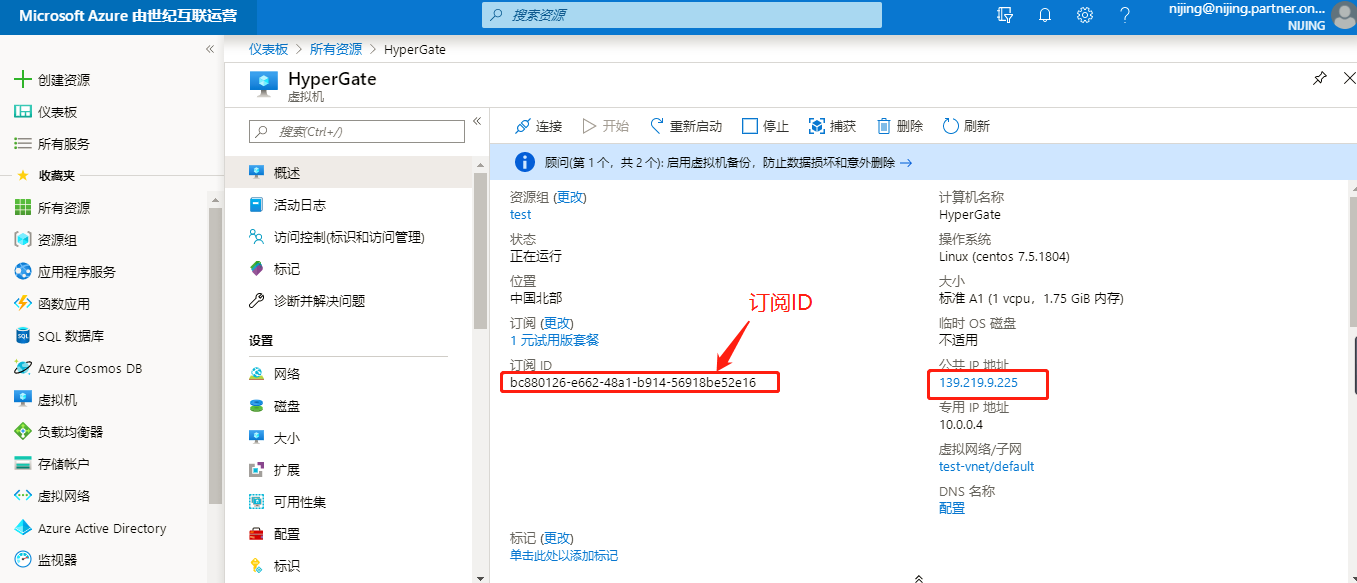 Microsoft Azure 由世纪互联运营
搜索资源
nijing@nijing.partner.on...
NIJING
创建资源
仪表板
所有服务
收藏夹
所有资源
资源组
应用程序服务
函数应用
SQL 数据库
Azure Cosmos DB
虚拟机
负载均衡器
存储帐户
虚拟网络
Azure Active Directory
监视器
仪表板 > 所有资源 > HyperGate
HyperGate
虚拟机
搜索(Ctrl+/)
概述
活动日志
访问控制(标识和访问管理)
标记
诊断并解决问题
设置
网络
磁盘
大小
扩展
可用性集
配置
标识
连接 开始 重新启动 停止 捕获 删除 刷新
顾问(第 1 个，共 2 个): 启用虚拟机备份，防止数据损坏和意外删除 →
资源组 (更改)
test
状态
正在运行
位置
中国北部
订阅 (更改)
1 元试用版套餐
订阅 ID
bc880126-e662-48a1-b914-56918be52e16
订阅ID
标记 (更改)
单击此处以添加标记
计算机名称
HyperGate
操作系统
Linux (centos 7.5.1804)
大小
标准 A1 (1 vcpu，1.75 GiB 内存)
临时 OS 磁盘
不适用
公共 IP 地址
139.219.9.225
专用 IP 地址
10.0.0.4
虚拟网络/子网
test-vnet/default
DNS 名称
配置